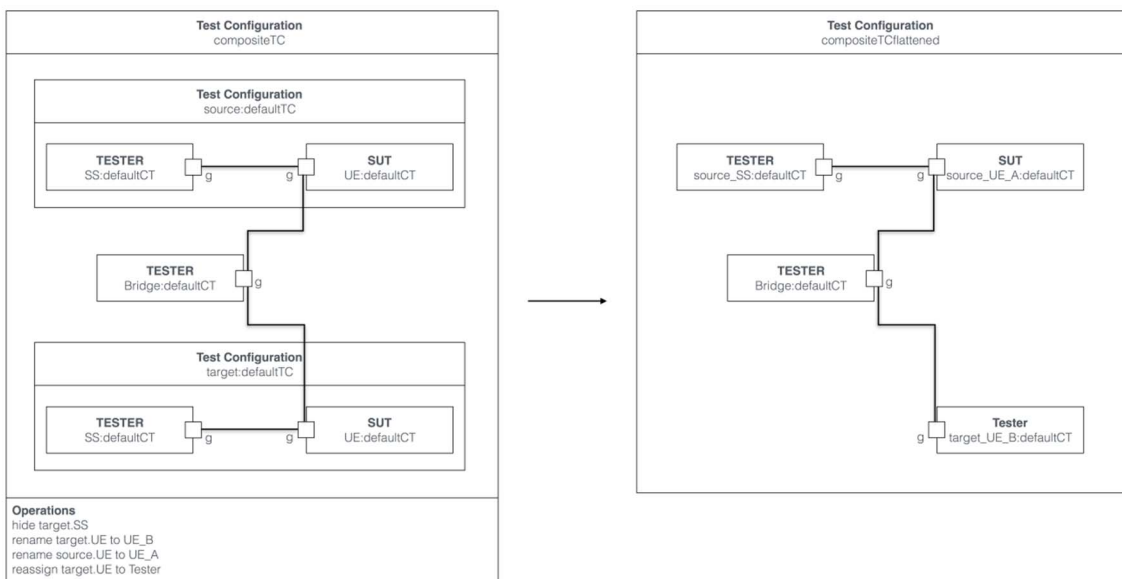 Test Configuration
compositeTC
Test Configuration
source:defaultTC
TESTER
SS:defaultCT
g
g
SUT
UE:defaultCT
TESTER
Bridge:defaultCT
g
Test Configuration
target:defaultTC
TESTER
SS:defaultCT
g
g
SUT
UE:defaultCT
Operations
hide target.SS
rename target.UE to UE_B
rename source.UE to UE_A
reassign target.UE to Tester
Test Configuration
compositeTCflattened
TESTER
source_SS:defaultCT
g
g
SUT
source_UE_A:defaultCT
TESTER
Bridge:defaultCT
g
g
Tester
target_UE_B:defaultCT